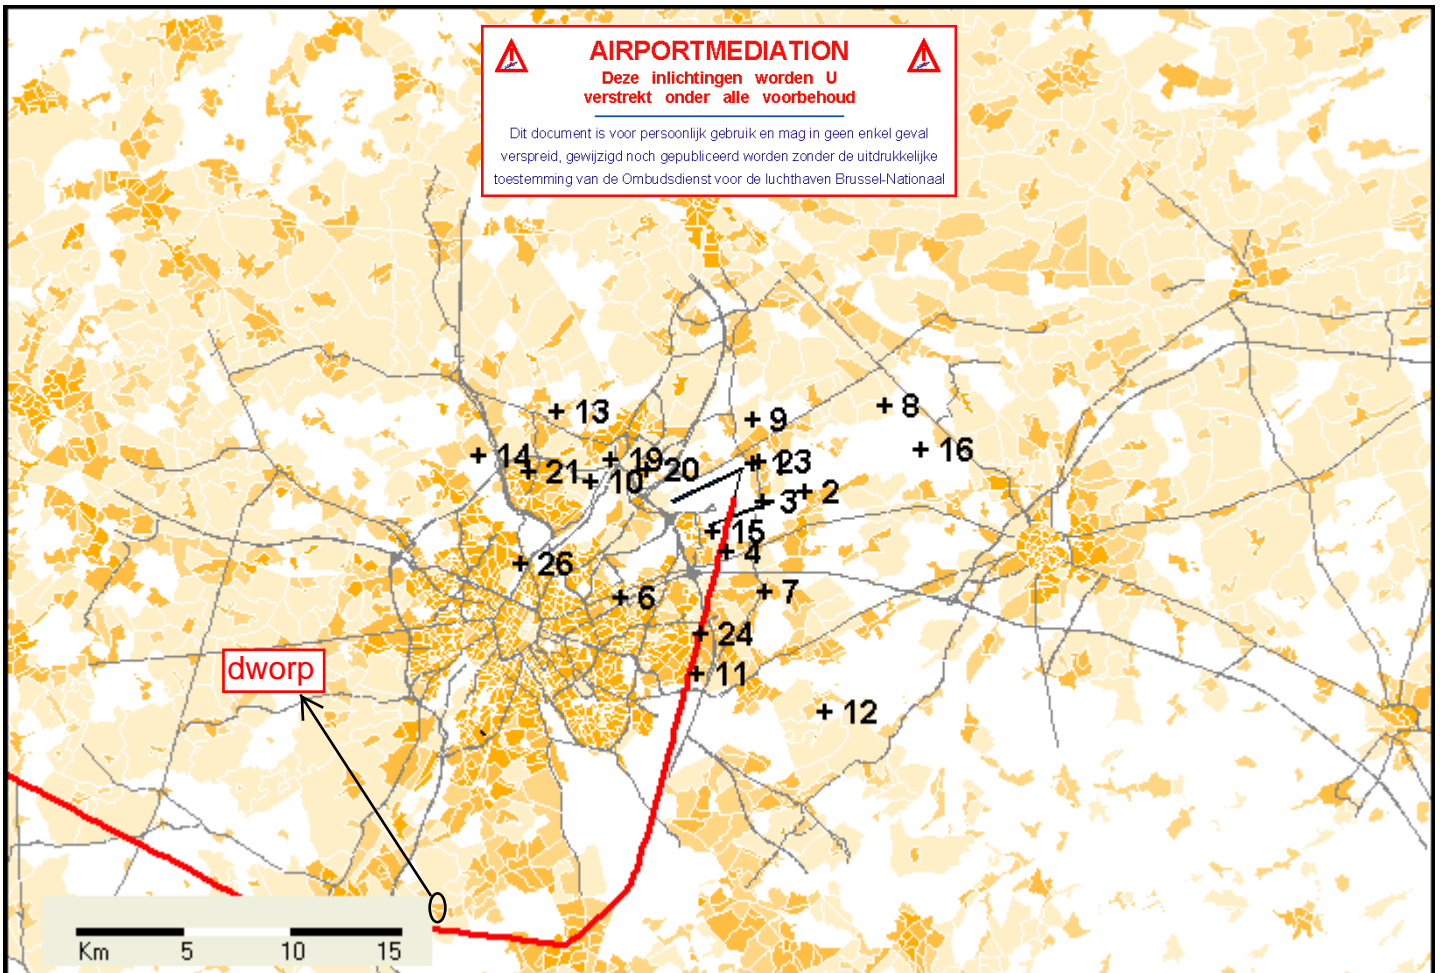 AIRPORTMEDIATION
Deze inlichtingen worden U
verstrekt onder alle voorbehoud
Dit document is voor persoonlijk gebruik en mag in geen enkel geval
verspreid, gewijzigd noch gepubliceerd worden zonder de uitdrukkelijke
toestemming van de Ombudsdienst voor de luchthaven Brussel-Nationaal
13
9
8
14
21
10
19
20
1
23
16
2
3
15
4
26
6
7
24
11
dworp
12
Km 5 10 15